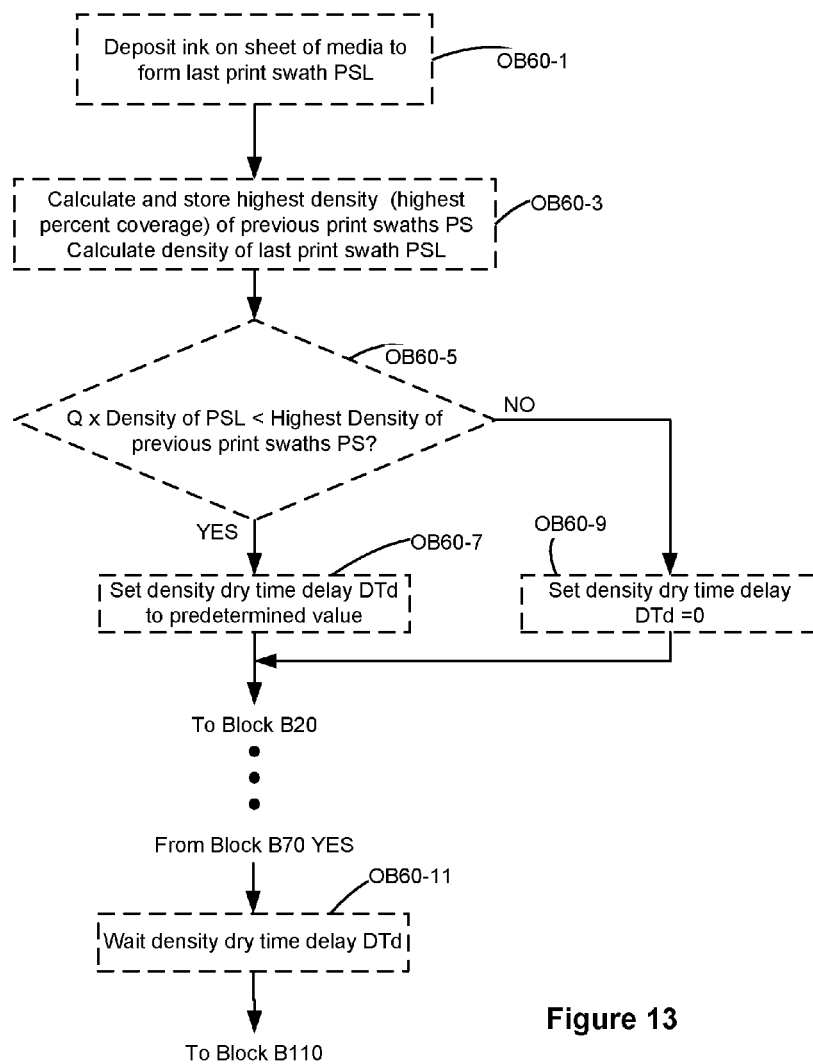 Deposit ink on sheet of media to
form last print swath PSL
OB60-1
Calculate and store highest density (highest
percent coverage) of previous print swaths PS
Calculate density of last print swath PSL
OB60-3
OB60-5
Q x Density of PSL < Highest Density of
previous print swaths PS?
NO
YES
OB60-7
OB60-9
Set density dry time delay DTd
to predetermined value
Set density dry time delay
DTd =0
To Block B20
From Block B70 YES
OB60-11
Wait density dry time delay DTd
To Block B110
Figure 13